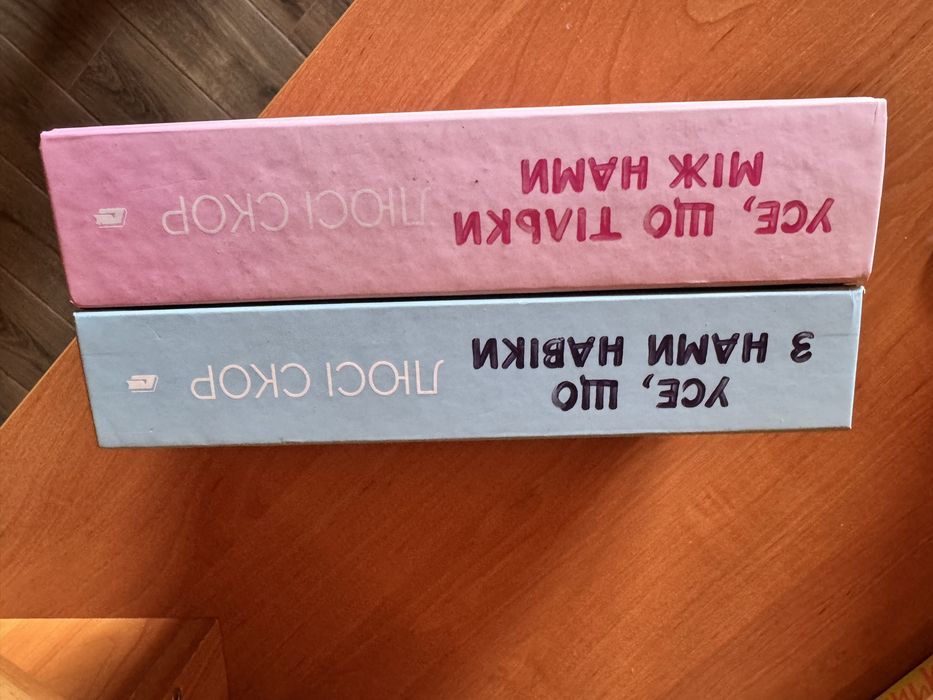 УСЕ, ЩО
З НАМИ НАВІКИ
ЛЮСІ СКОР
УСЕ, ЩО ТІЛЬКИ
МІЖ НАМИ
ЛЮСІ СКОР